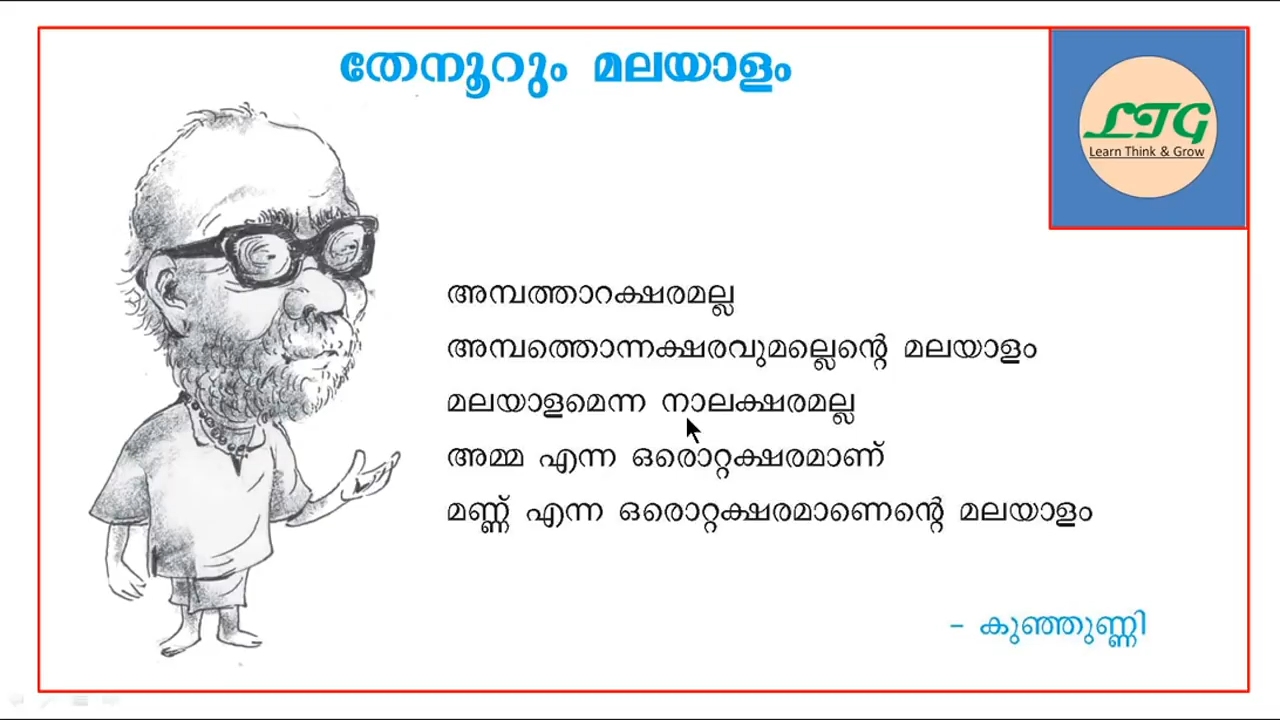 തേനൂറും മലയാളം
LTG
Learn Think & Grow
അമ്പത്താറക്ഷരമല്ല
അമ്പത്തൊന്നക്ഷരവുമല്ലെന്റെ മലയാളം
മലയാളമെന്ന നാലക്ഷരമല്ല
അമ്മ എന്ന ഒരൊറ്റക്ഷരമാണ്
മണ്ണ് എന്ന ഒരൊറ്റക്ഷരമാണെന്റെ മലയാളം
- കുഞ്ഞുണ്ണി